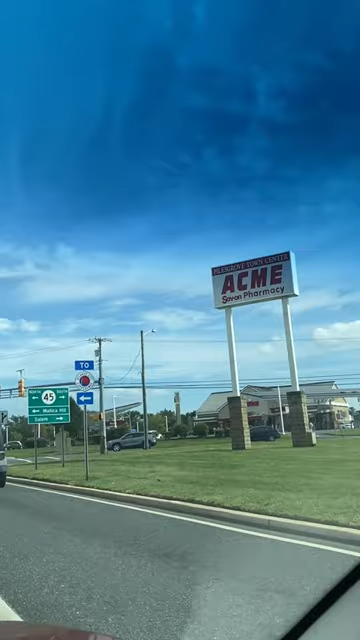 PILESGROVE TOWN CENTER
ACME
Sav-on Pharmacy
TO
45
Mullica Hill
Salem